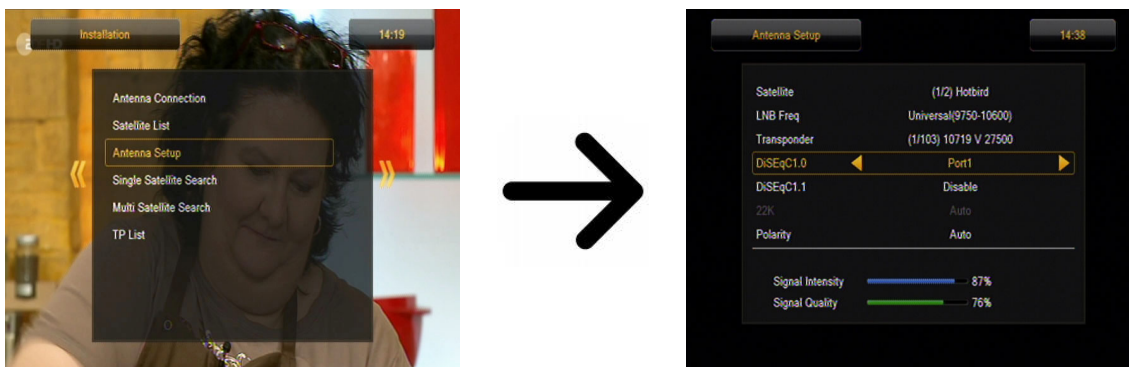 Installation
14:19
Antenna Connection
Satellite List
Antenna Setup
Single Satellite Search
Multi Satellite Search
TP List
Antenna Setup
14:38
Satellite (1/2) Hotbird
LNB Freq Universal(9750-10600)
Transponder (1/103) 10719 V 27500
DiSEqC1.0 Port1
DiSEqC1.1 Disable
22K Auto
Polarity Auto
Signal Intensity 87%
Signal Quality 76%